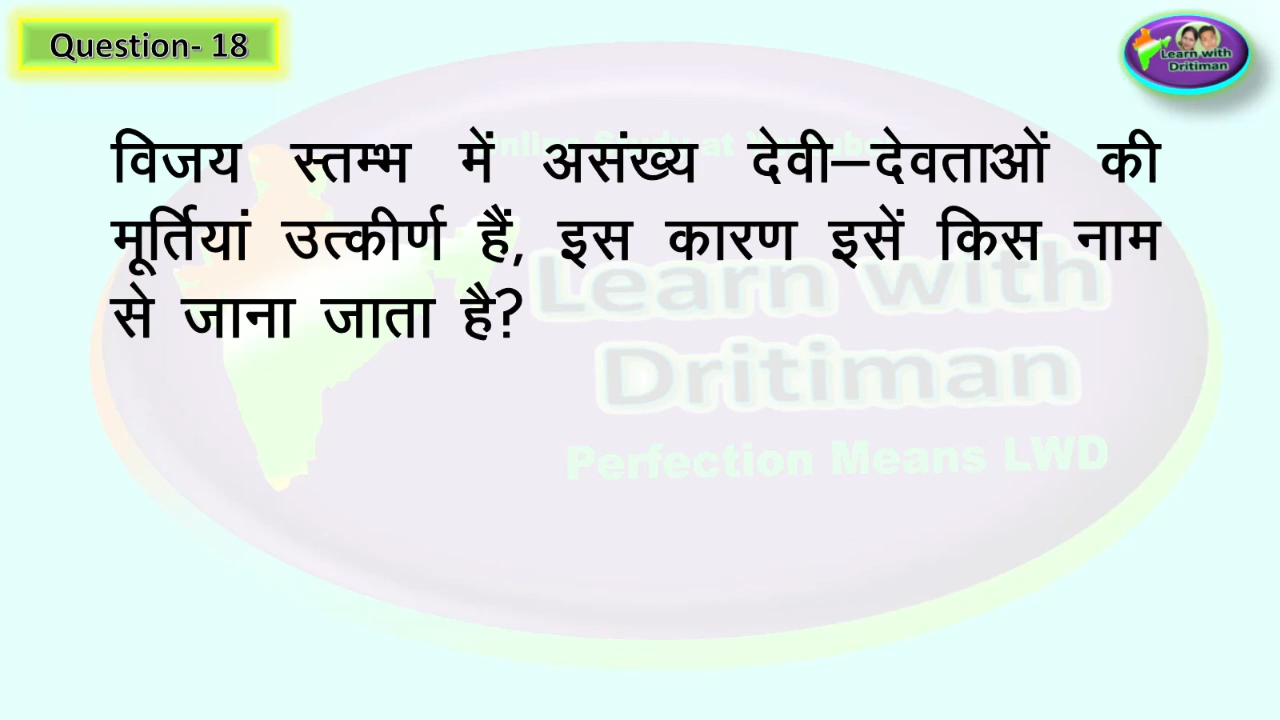 Question- 18
Learn with
Dritiman
विजय स्तम्भ में असंख्य देवी–देवताओं की
मूर्तियां उत्कीर्ण हैं, इस कारण इसें किस नाम
से जाना जाता है?
Learn with
Dritiman
Perfection Means LWD